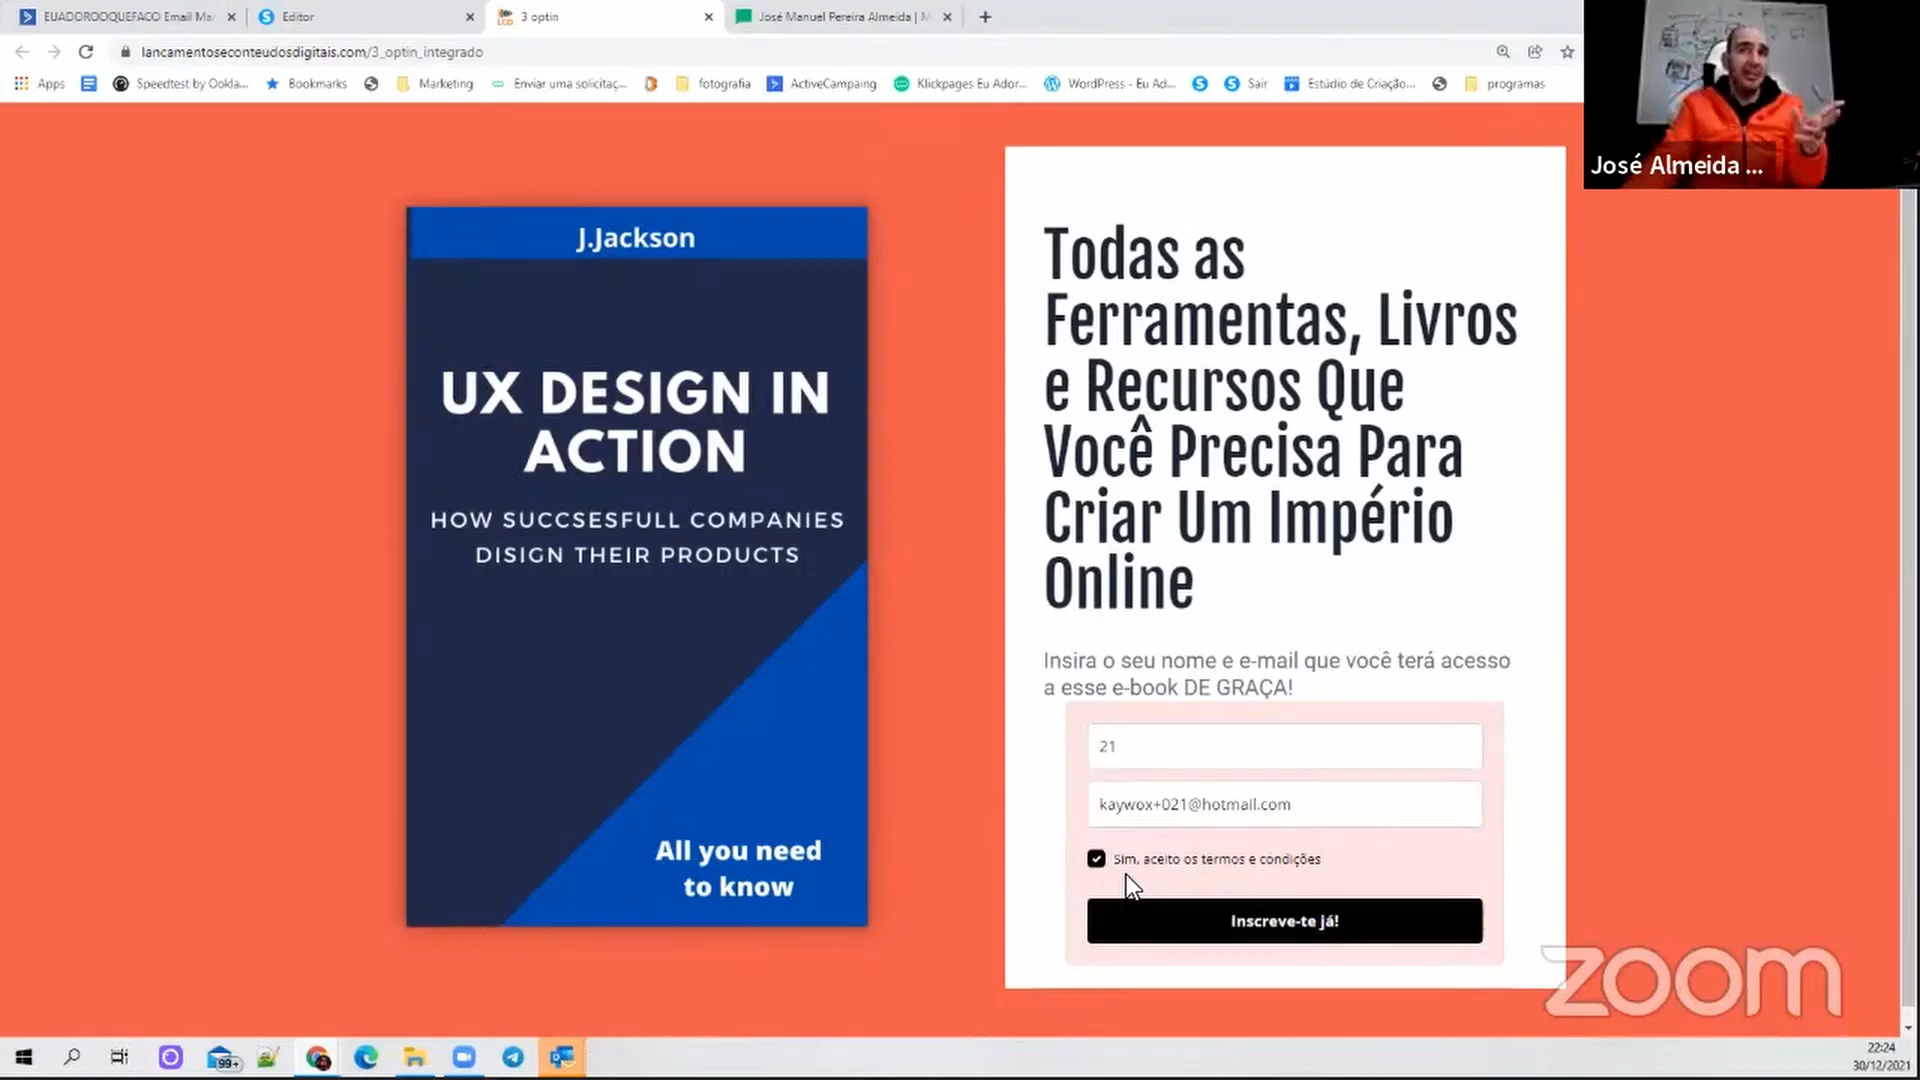 EUADOROOQUEFACO Email Mar
Editor
3 optin
José Manuel Pereira Almeida | M
lancamentoseconteudosdigitais.com/3_optin_integrado
Apps
Speedtest by Ookla...
Bookmarks
Marketing
Enviar uma solicitaç...
fotografia
ActiveCampaing
Klickpages Eu Ador...
WordPress - Eu Ad...
Sair
Estúdio de Criação...
programas
José Almeida ...
J.Jackson
UX DESIGN IN
ACTION
HOW SUCCSESFULL COMPANIES
DISIGN THEIR PRODUCTS
All you need
to know
Todas as
Ferramentas, Livros
e Recursos Que
Você Precisa Para
Criar Um Império
Online
Insira o seu nome e e-mail que você terá acesso
a esse e-book DE GRAÇA!
21
kaywox+021@hotmail.com
Sim, aceito os termos e condições
Inscreve-te já!
zoom
99+
22:24
30/12/2021